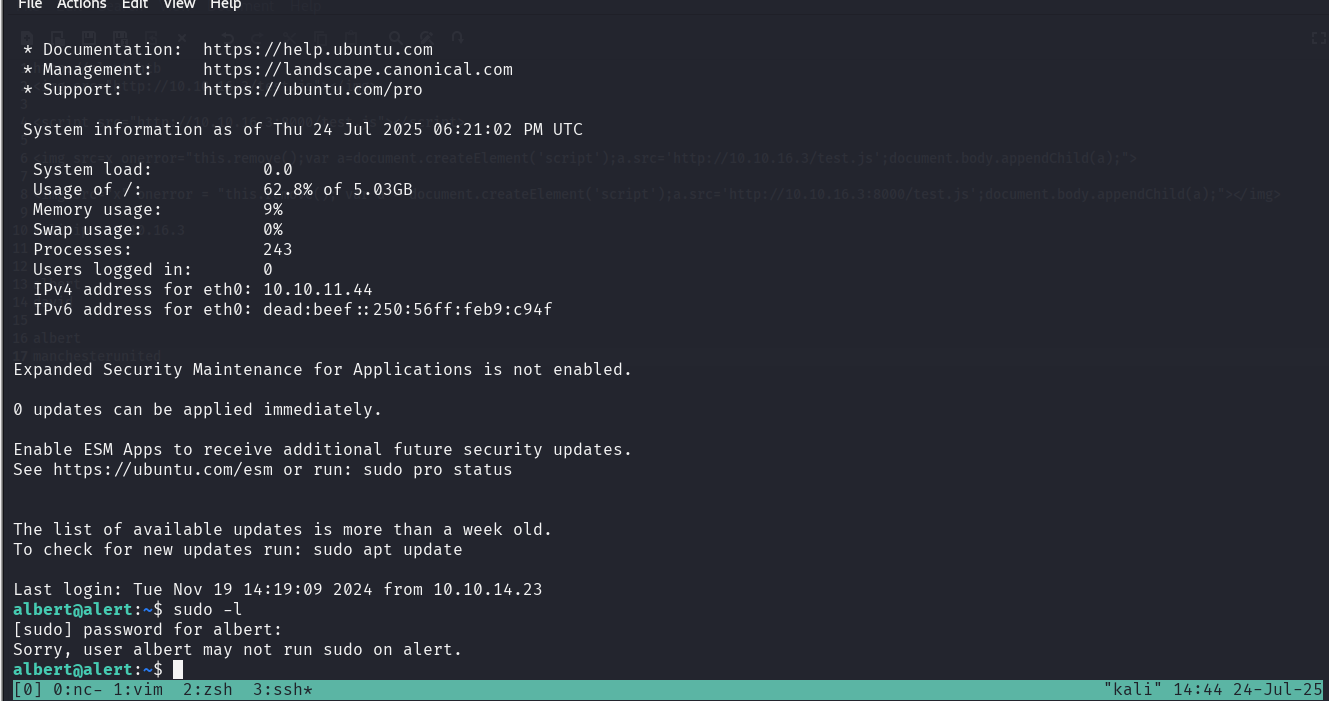 File Actions Edit View Help
* Documentation: https://help.ubuntu.com
* Management: https://landscape.canonical.com
* Support: https://ubuntu.com/pro
System information as of Thu 24 Jul 2025 06:21:02 PM UTC
System load: 0.0
Usage of /: 62.8% of 5.03GB
Memory usage: 9%
Swap usage: 0%
Processes: 243
Users logged in: 0
IPv4 address for eth0: 10.10.11.44
IPv6 address for eth0: dead:beef::250:56ff:feb9:c94f
Expanded Security Maintenance for Applications is not enabled.
0 updates can be applied immediately.
Enable ESM Apps to receive additional future security updates.
See https://ubuntu.com/esm or run: sudo pro status
The list of available updates is more than a week old.
To check for new updates run: sudo apt update
Last login: Tue Nov 19 14:19:09 2024 from 10.10.14.23
albert@alert:~$ sudo -l
[sudo] password for albert:
Sorry, user albert may not run sudo on alert.
albert@alert:~$
[0] 0:nc- 1:vim 2:zsh 3:ssh* "kali" 14:44 24-Jul-25